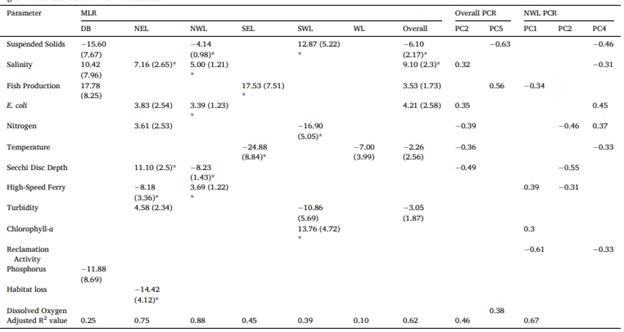 Parameter MLR Overall PCR NWL PCR
DB NEL NWL SEL SWL WL Overall PC2 PC5 PC1 PC2 PC4
Suspended Solids −15.60 −4.14 12.87 (5.22) −6.10 −0.63 −0.46
(7.67) (0.98)* * (2.17)*
Salinity 10.42 7.16 (2.65)* 5.00 (1.21) 9.10 (2.3)* 0.32 −0.31
(7.96) *
Fish Production 17.78 17.53 (7.51) 3.53 (1.73) 0.56 −0.34
(8.25) *
E. coli 3.83 (2.54) 3.39 (1.23) 4.21 (2.58) 0.35 0.45
*
Nitrogen 3.61 (2.53) −16.90 −0.39 −0.46 0.37
(5.05)*
Temperature −24.88 −7.00 −2.26 −0.36 −0.33
(8.84)* (3.99) (2.56)
Secchi Disc Depth 11.10 (2.5)* −8.23 −0.49 −0.55
(1.43)*
High-Speed Ferry −8.18 3.69 (1.22) 0.39 −0.31
(3.36)* *
Turbidity 4.58 (2.34) −10.86 −3.05
(5.69) (1.87)
Chlorophyll-a 13.76 (4.72) 0.3
*
Reclamation −0.61 −0.33
Activity
Phosphorus −11.88
(8.69)
Habitat loss −14.42
(4.12)*
Dissolved Oxygen 0.38
Adjusted R² value 0.25 0.75 0.88 0.45 0.39 0.10 0.62 0.46 0.67